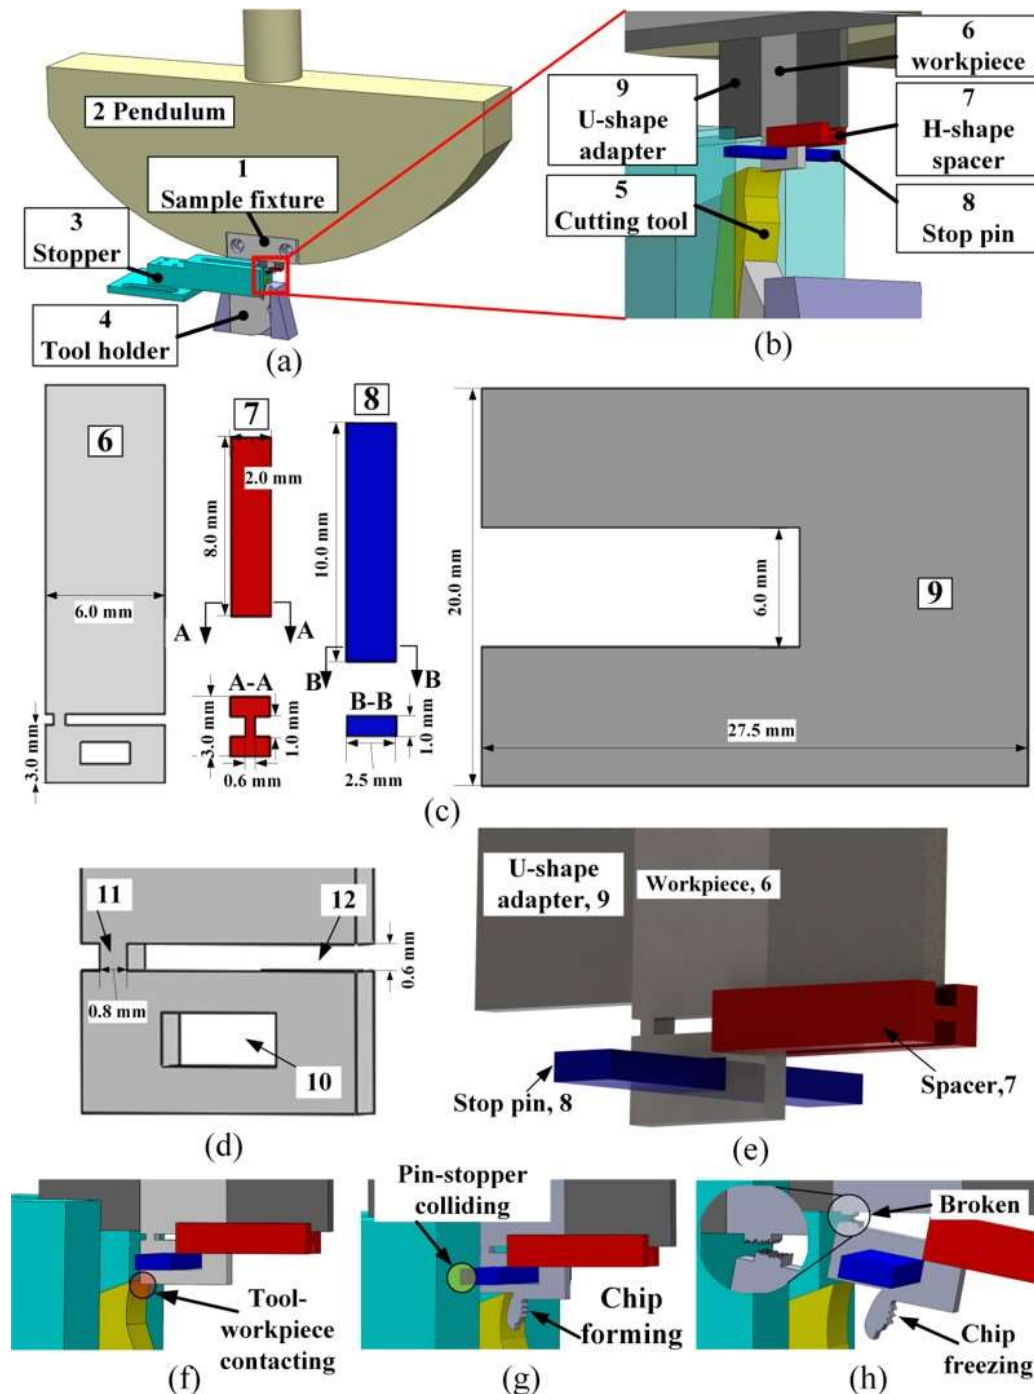 2 Pendulum
1
Sample fixture
3
Stopper
4
Tool holder
(a)
6
workpiece
9
U-shape
adapter
7
H-shape
spacer
5
Cutting tool
8
Stop pin
(b)
6
6.0 mm
3.0 mm
7
2.0 mm
8.0 mm
A
A
A-A
3.0 mm
1.0 mm
0.6 mm
8
10.0 mm
B
B
B-B
1.0 mm
2.5 mm
20.0 mm
6.0 mm
9
27.5 mm
(c)
11
12
0.6 mm
0.8 mm
10
(d)
U-shape
adapter, 9
Workpiece, 6
Stop pin, 8
Spacer,7
(e)
Tool-
workpiece
contacting
(f)
Pin-stopper
colliding
Chip
forming
(g)
Broken
Chip
freezing
(h)